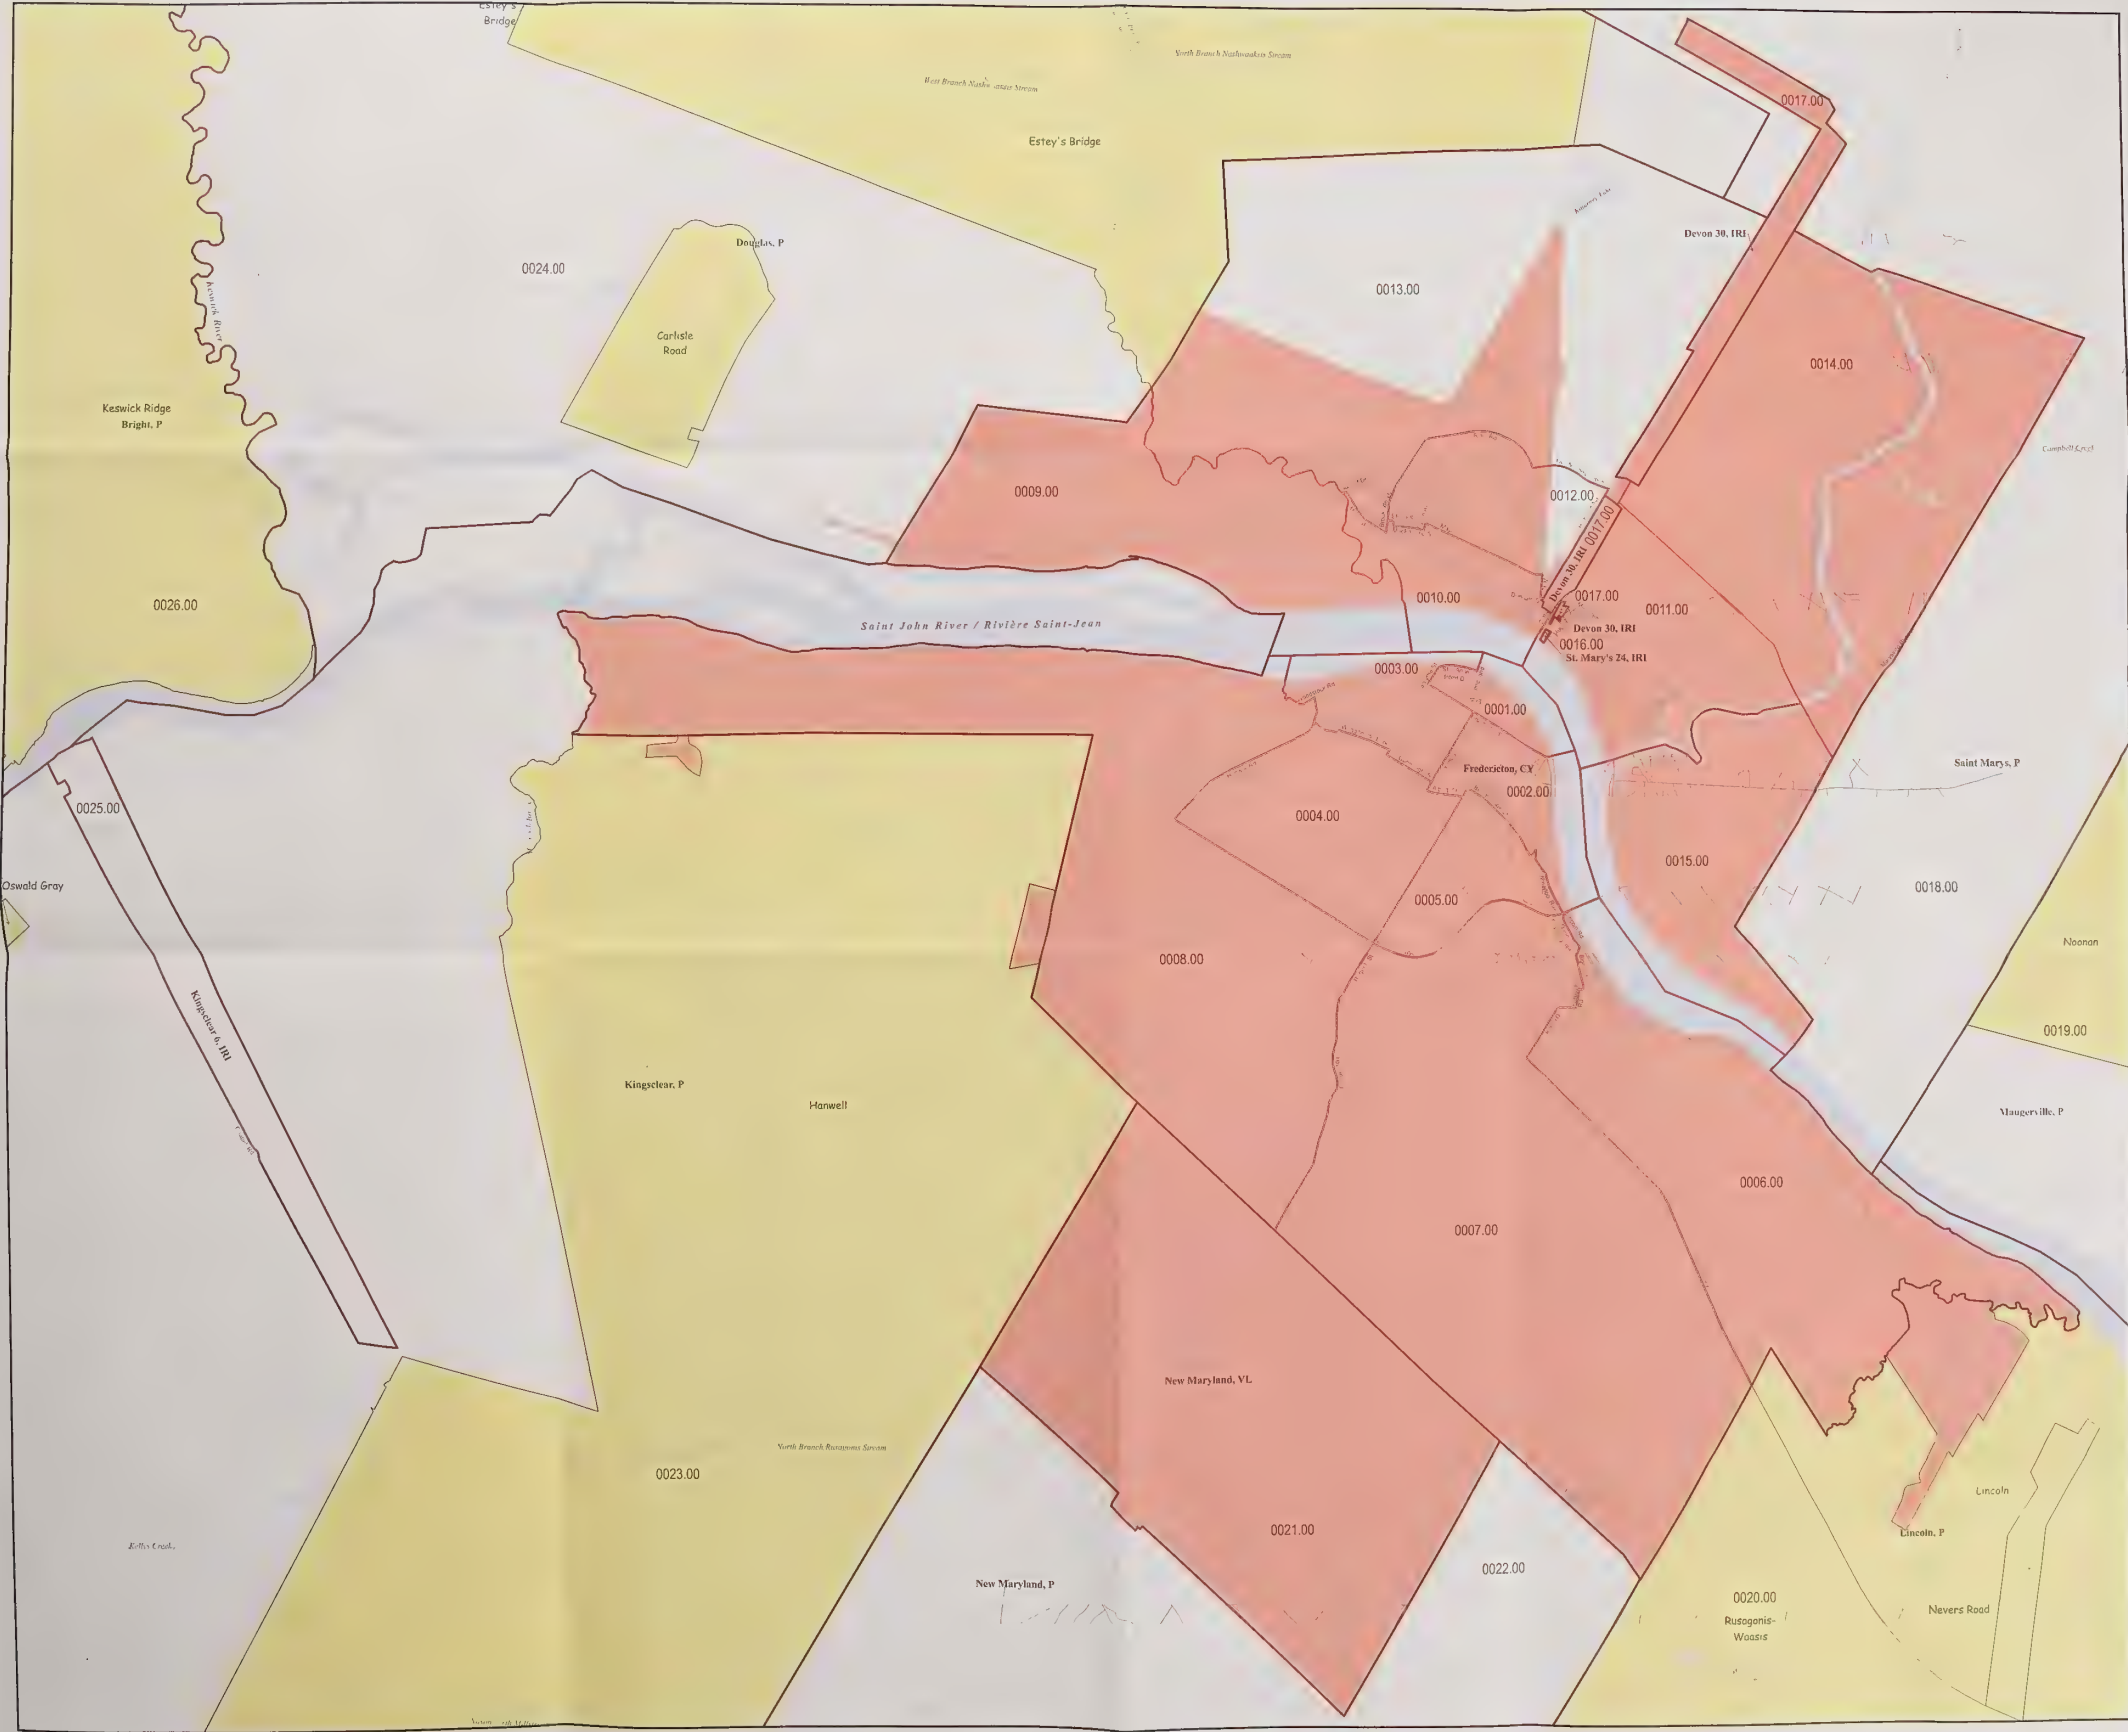 Estey's
Bridge
North Branch Nashwaaksis Stream
Estey's Bridge
0017.00
Devon 30, IRI
Douglas, P
0024.00
0013.00
Keswick River
Carlisle
Road
0014.00
Keswick Ridge
Bright, P
Campbell Creek
0009.00
0012.00
0017.00
Devon 30, IRI
0026.00
0010.00
0017.00
0011.00
Saint John River / Rivière Saint-Jean
Devon 30, IRI
0016.00
St. Mary's 24, IRI
0003.00
0001.00
Saint Marys, P
Fredericton, CY
0002.00
0025.00
0004.00
0015.00
Oswald Gray
0018.00
0005.00
Noonan
0008.00
Kingsclear 6, IRI
0019.00
Kingsclear, P
Hanwell
Maugerville, P
0006.00
0007.00
New Maryland, VL
North Branch Rusagonis Stream
0023.00
Lincoln
0021.00
Lincoln, P
Kellys Creek
0022.00
New Maryland, P
0020.00
Rusagonis-
Waasis
Nevers Road